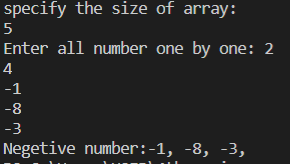 specify the size of array:
5
Enter all number one by one: 2
4
-1
-8
-3
Negetive number:-1, -8, -3,